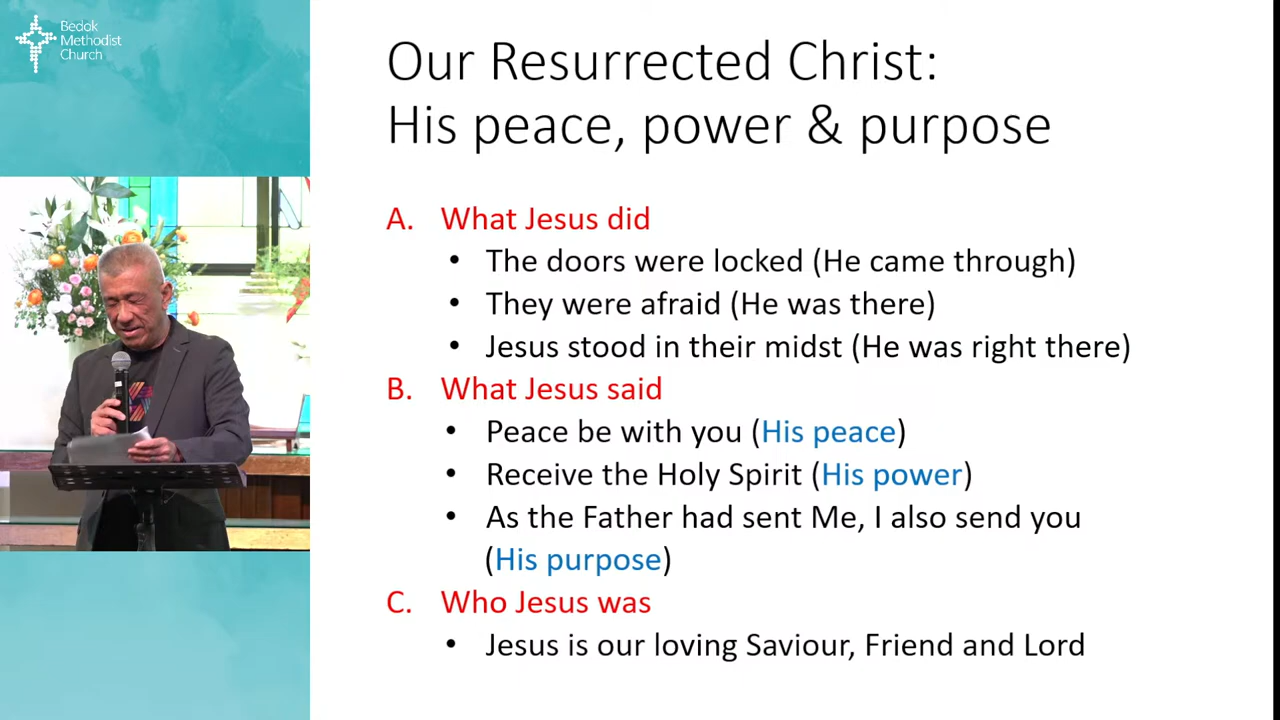 Bedok
Methodist
Church
Our Resurrected Christ:
His peace, power & purpose
A. What Jesus did
• The doors were locked (He came through)
• They were afraid (He was there)
• Jesus stood in their midst (He was right there)
B. What Jesus said
• Peace be with you (His peace)
• Receive the Holy Spirit (His power)
• As the Father had sent Me, I also send you
(His purpose)
C. Who Jesus was
• Jesus is our loving Saviour, Friend and Lord